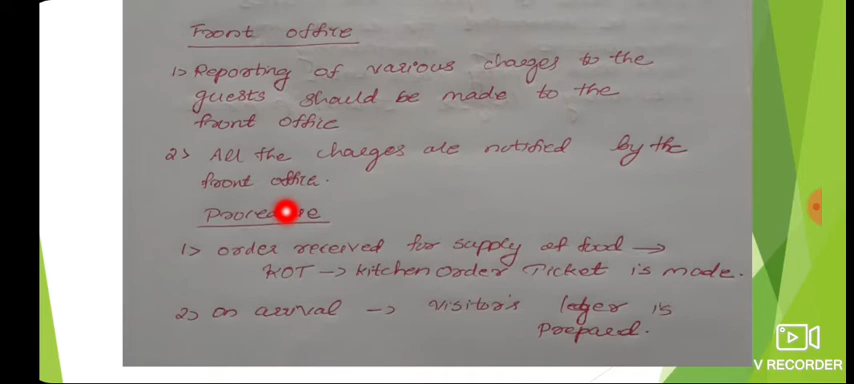 Front office
1> Reporting of various charges to the
guests should be made to the
front office
2> All the charges are notified by the
front office.
1> order received for supply of food →
KOT → kitchen order Ticket is made.
2> on arrival → visitor's ledger is
Prepared.
V RECORDER